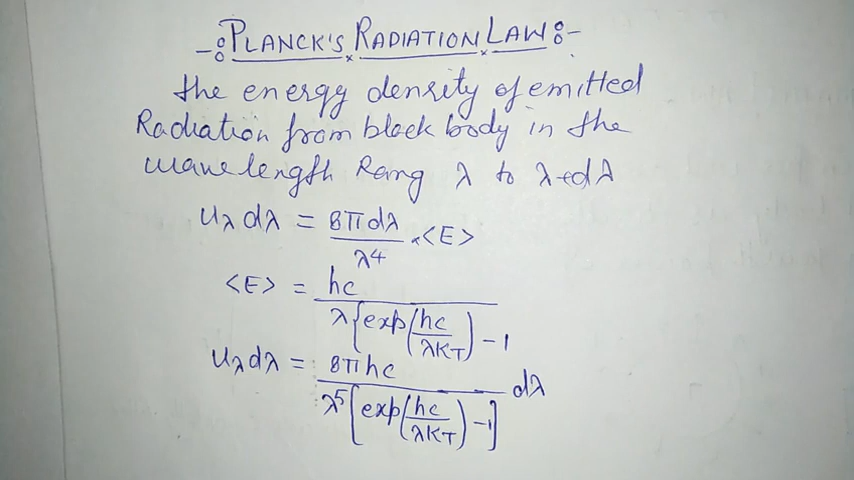 -: PLANCK'S RADIATION LAW :-
the energy density of emitted
Radiation from black body in the
wavelength Rang λ to λ+dλ
uλ dλ = 8π dλ / λ⁴ · <E>
<E> = hc / λ{exp(hc/λKT) - 1
uλ dλ = 8πhc / λ⁵[exp(hc/λKT) - 1] dλ